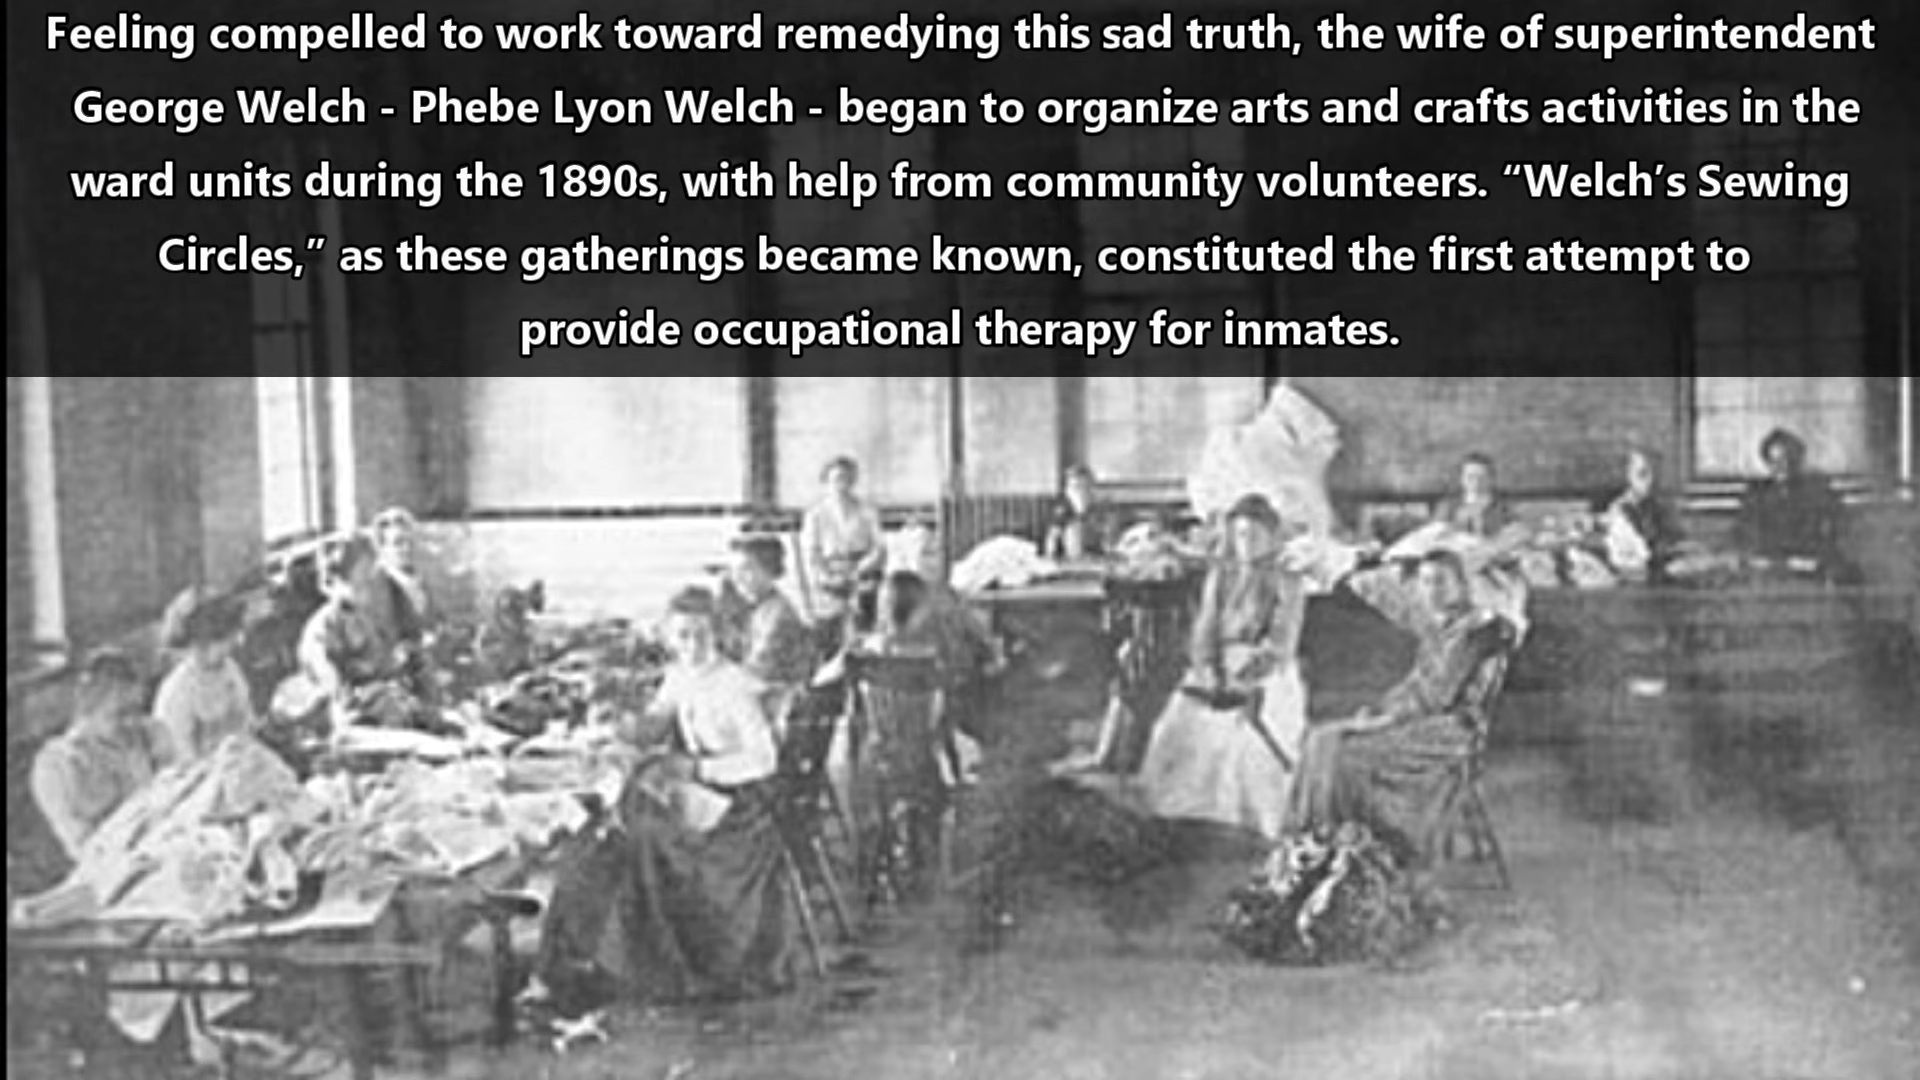 Feeling compelled to work toward remedying this sad truth, the wife of superintendent
George Welch - Phebe Lyon Welch - began to organize arts and crafts activities in the
ward units during the 1890s, with help from community volunteers. “Welch’s Sewing
Circles,” as these gatherings became known, constituted the first attempt to
provide occupational therapy for inmates.